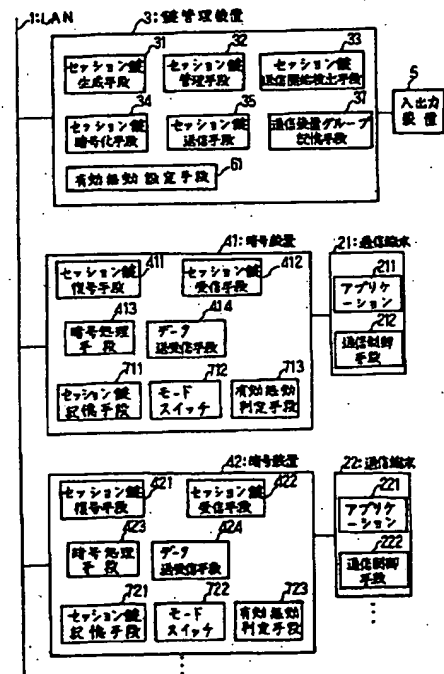 1:LAN
3:鍵管理装置
31
セッション鍵
生成手段
32
セッション鍵
管理手段
33
セッション鍵
送信開始検出手段
34
セッション鍵
暗号化手段
35
セッション鍵
送信手段
37
通信装置グループ
記憶手段
61
有効無効設定手段
5
入出力
装置
41:暗号装置
セッション鍵
復号手段
411
セッション鍵
受信手段
412
413
暗号処理
手段
414
データ
送受信手段
711
セッション鍵
記憶手段
712
モード
スイッチ
713
有効無効
判定手段
21:通信端末
211
アプリケ
ーション
212
通信制御
手段
42:暗号装置
421
セッション鍵
復号手段
422
セッション鍵
受信手段
423
暗号処理
手段
424
データ
送受信手段
721
セッション鍵
記憶手段
722
モード
スイッチ
723
有効無効
判定手段
22:通信端末
221
アプリケ
ーション
222
通信制御
手段